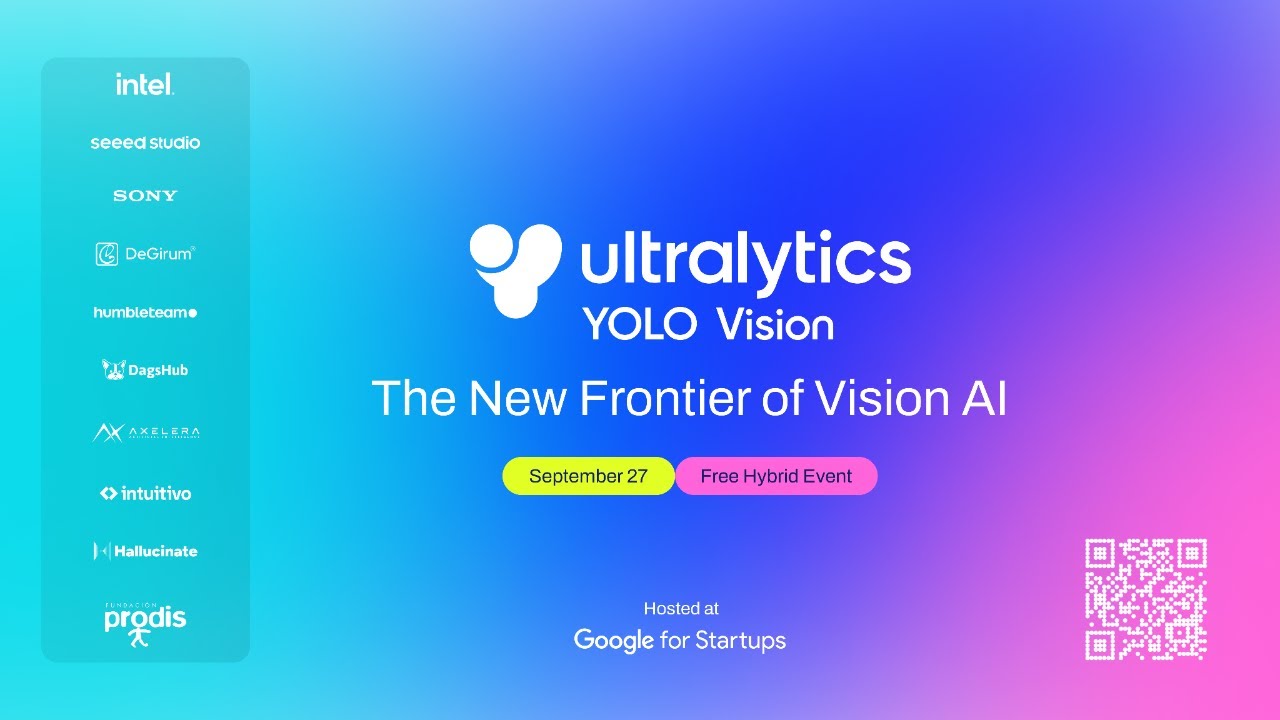 intel.
seeed studio
SONY
DeGirum®
humbleteam
DagsHub
AXELERA
intuitivo
Hallucinate
FUNDACIÓN
prodis
ultralytics
YOLO Vision
The New Frontier of Vision AI
September 27
Free Hybrid Event
Hosted at
Google for Startups